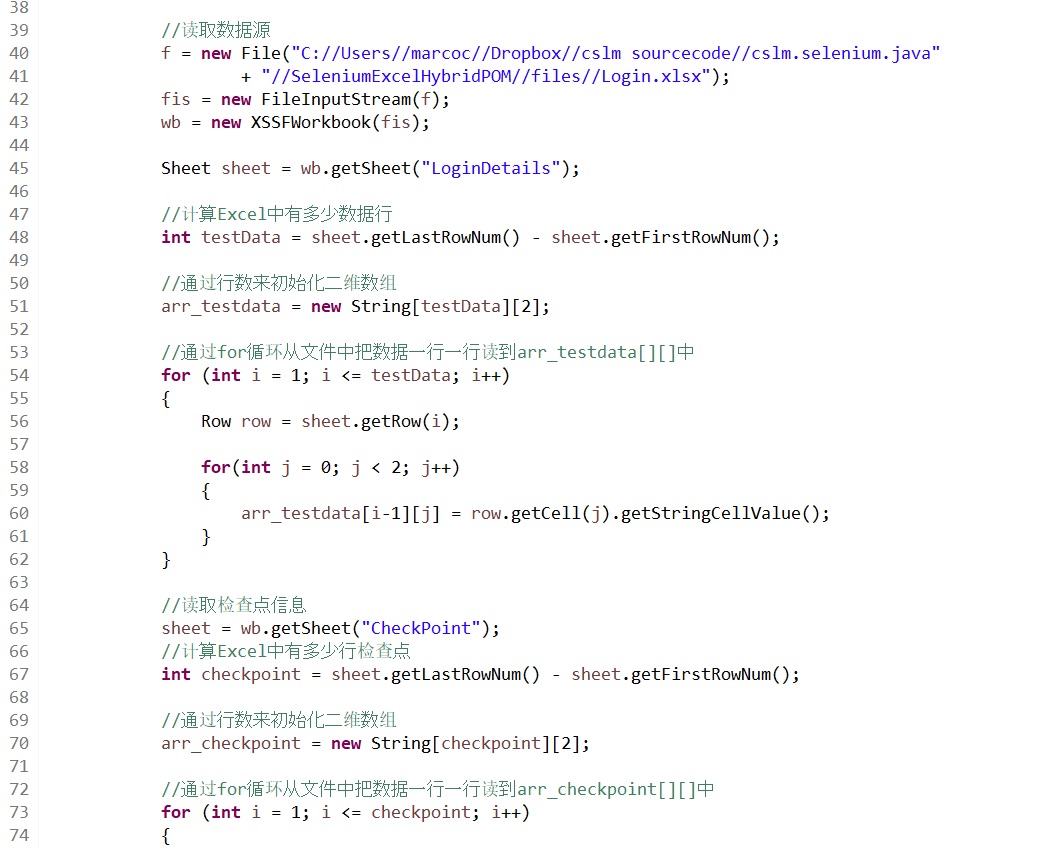 38
39 //读取数据源
40 f = new File("C://Users//marcoc//Dropbox//cslm sourcecode//cslm.selenium.java"
41 + "//SeleniumExcelHybridPOM//files//Login.xlsx");
42 fis = new FileInputStream(f);
43 wb = new XSSFWorkbook(fis);
44
45 Sheet sheet = wb.getSheet("LoginDetails");
46
47 //计算Excel中有多少数据行
48 int testData = sheet.getLastRowNum() - sheet.getFirstRowNum();
49
50 //通过行数来初始化二维数组
51 arr_testdata = new String[testData][2];
52
53 //通过for循环从文件中把数据一行一行读到arr_testdata[][]中
54 for (int i = 1; i <= testData; i++)
55 {
56 Row row = sheet.getRow(i);
57
58 for(int j = 0; j < 2; j++)
59 {
60 arr_testdata[i-1][j] = row.getCell(j).getStringCellValue();
61 }
62 }
63
64 //读取检查点信息
65 sheet = wb.getSheet("CheckPoint");
66 //计算Excel中有多少行检查点
67 int checkpoint = sheet.getLastRowNum() - sheet.getFirstRowNum();
68
69 //通过行数来初始化二维数组
70 arr_checkpoint = new String[checkpoint][2];
71
72 //通过for循环从文件中把数据一行一行读到arr_checkpoint[][]中
73 for (int i = 1; i <= checkpoint; i++)
74 {